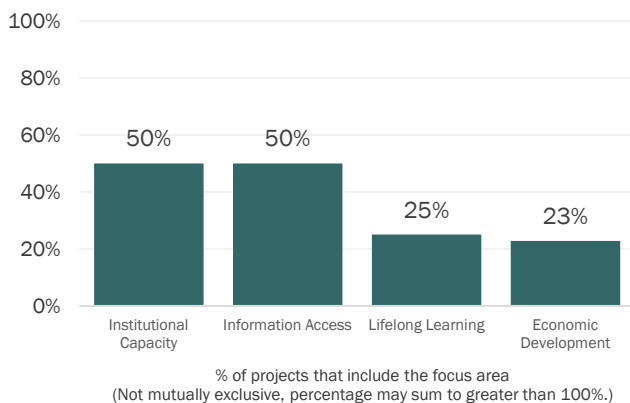 100%
80%
60%
40%
20%
0%
50%
50%
25%
23%
Institutional
Capacity
Information Access
Lifelong Learning
Economic
Development
% of projects that include the focus area
(Not mutually exclusive, percentage may sum to greater than 100%.)